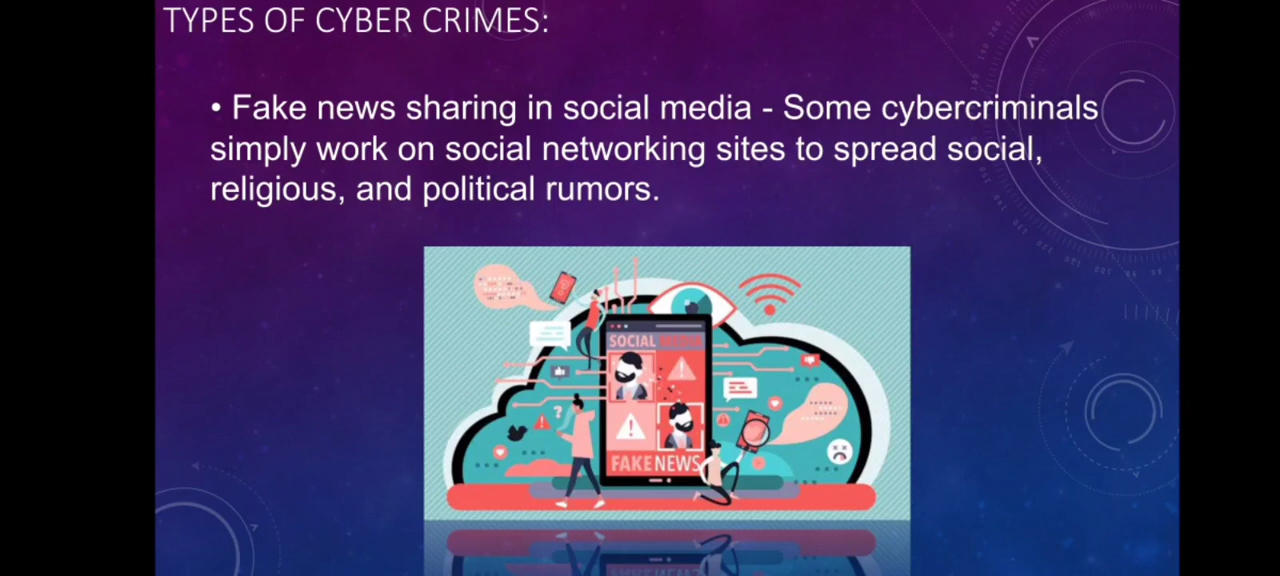 TYPES OF CYBER CRIMES:
• Fake news sharing in social media - Some cybercriminals
simply work on social networking sites to spread social,
religious, and political rumors.
SOCIAL
?
FAKE NEWS